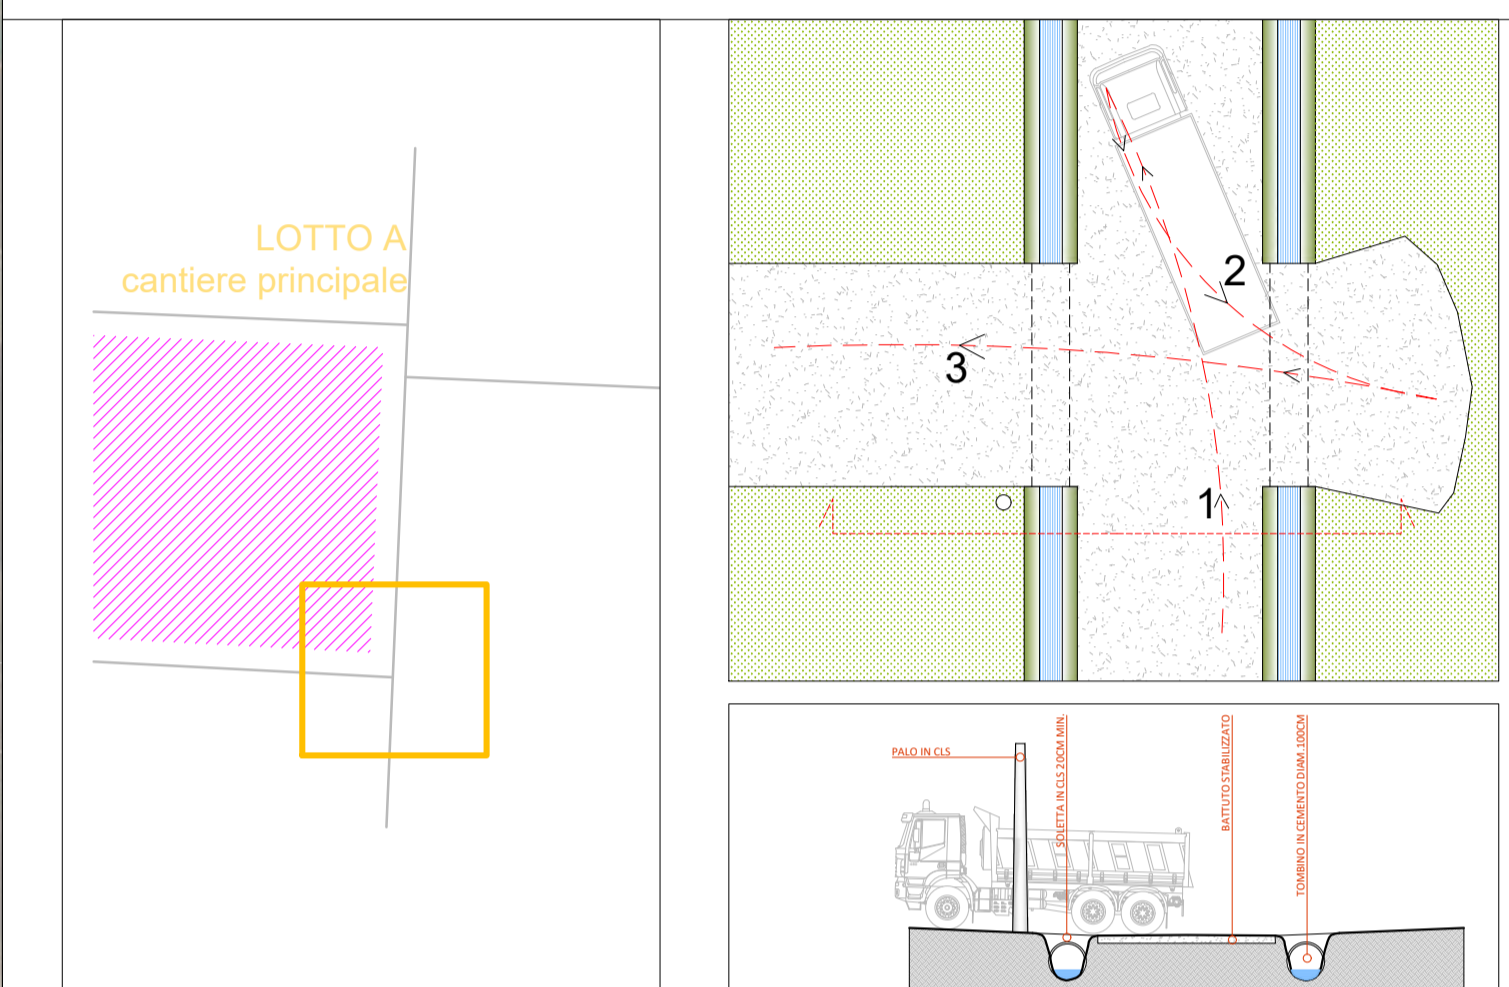 LOTTO A
cantiere principale
2
3
1
PALO IN CLS
SOLETTA IN CLS 20CM MIN.
BATTUTO STABILIZZATO
TOMBINO IN CEMENTO DIAM.100CM